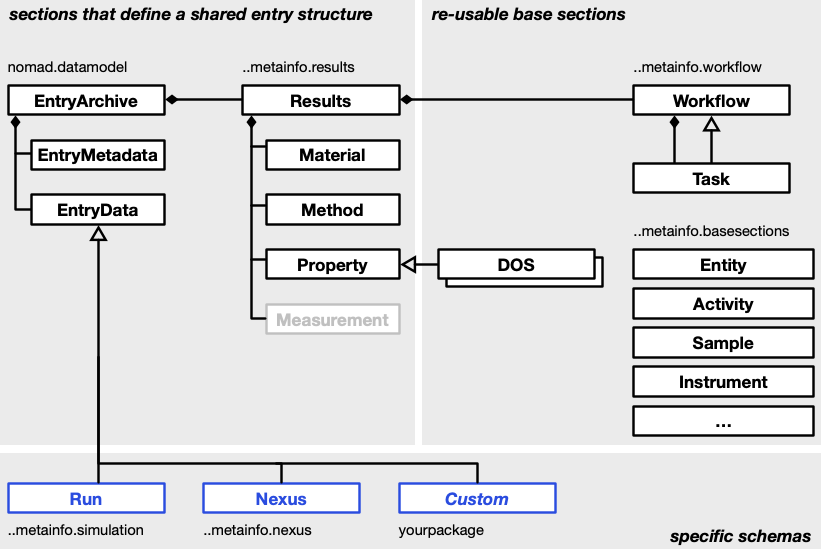 sections that define a shared entry structure
re-usable base sections
nomad.datamodel
..metainfo.results
..metainfo.workflow
EntryArchive
Results
Workflow
EntryMetadata
Material
Task
EntryData
Method
..metainfo.basesections
Property
DOS
Entity
Activity
Measurement
Sample
Instrument
...
Run
Nexus
Custom
..metainfo.simulation
..metainfo.nexus
yourpackage
specific schemas